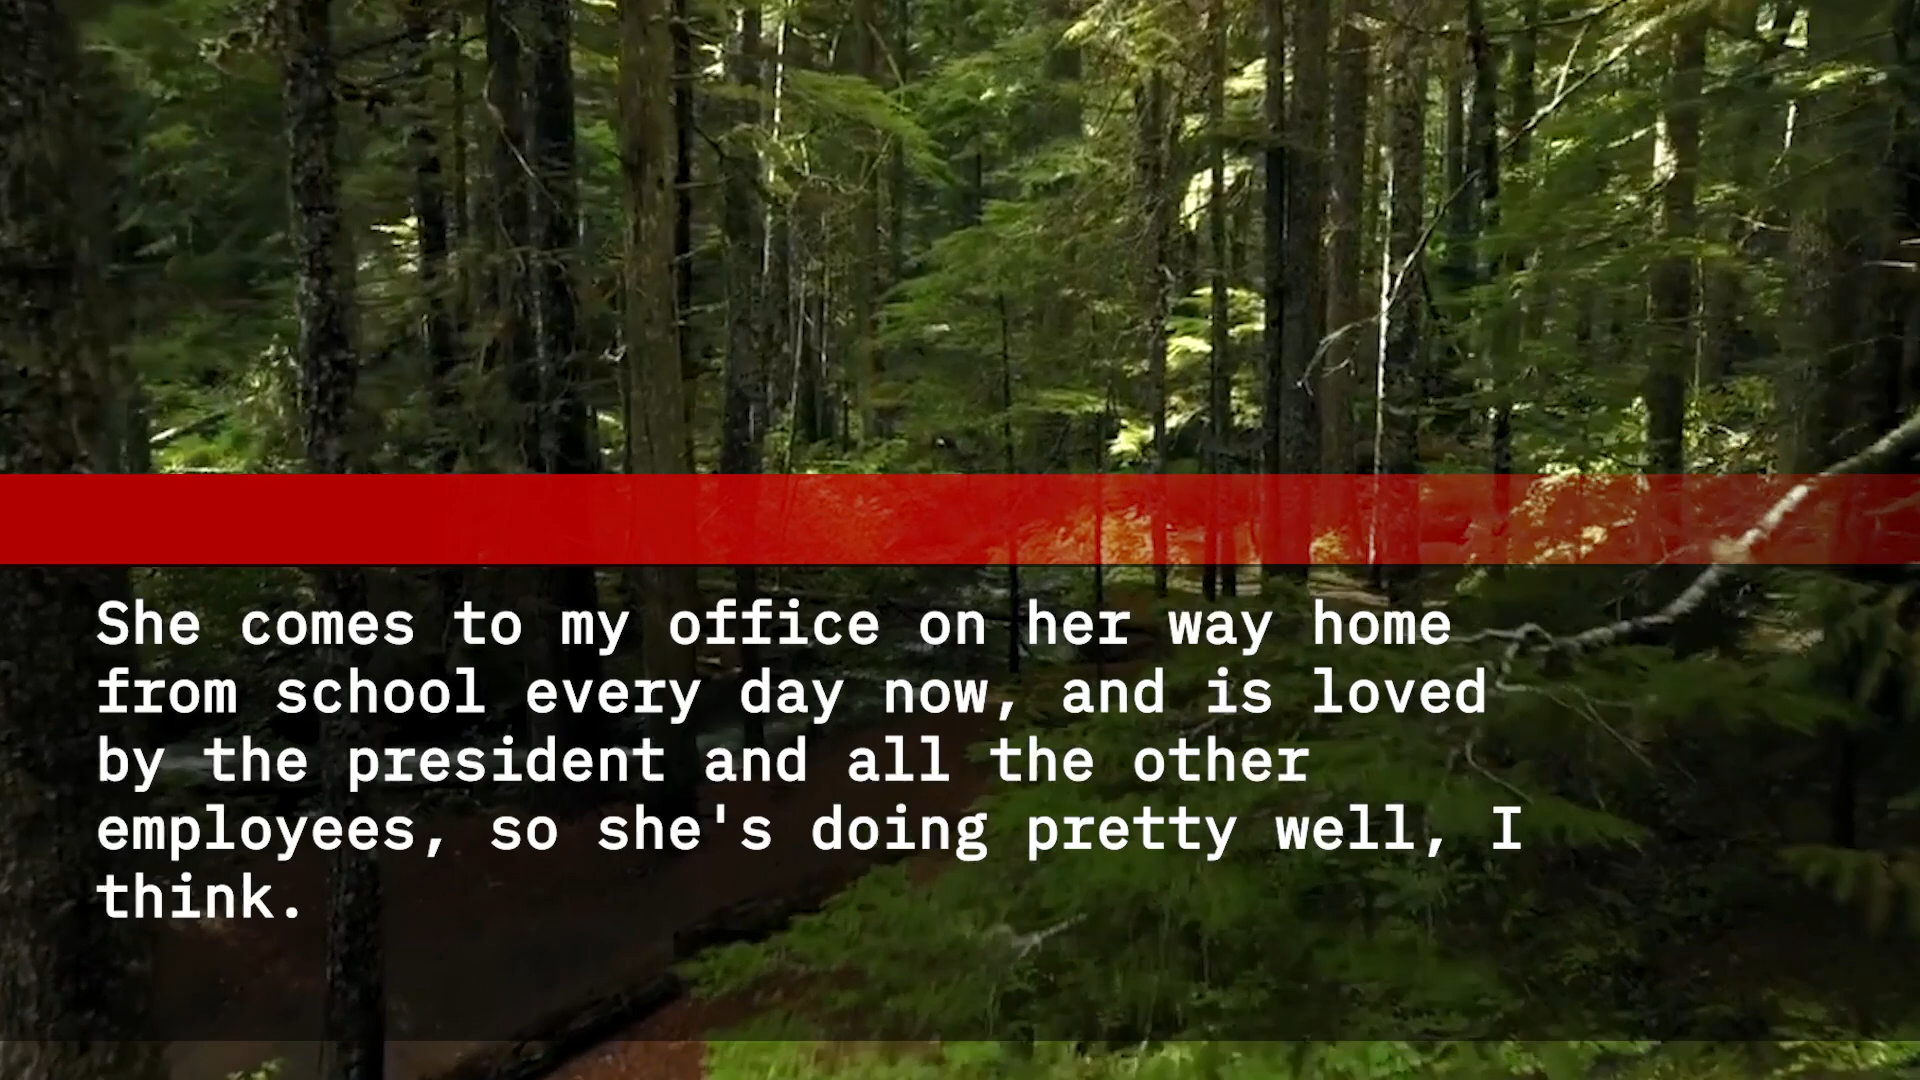 She comes to my office on her way home
from school every day now, and is loved
by the president and all the other
employees, so she's doing pretty well, I
think.